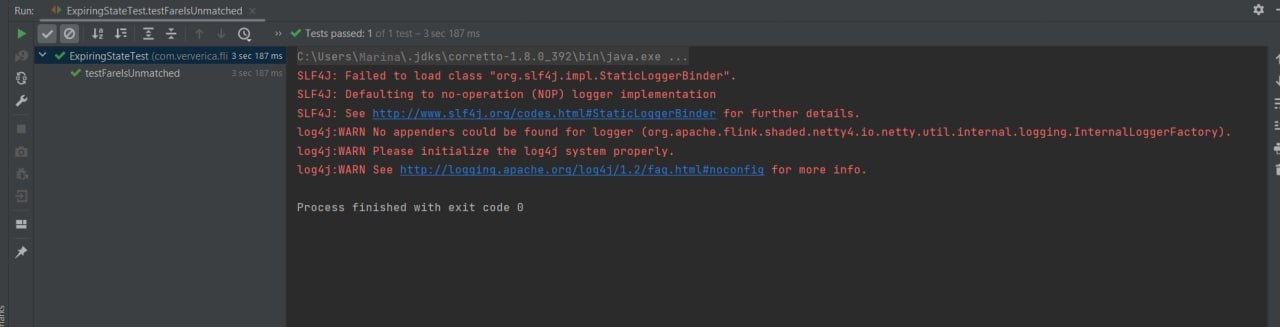 Run: ExpiringStateTest.testFareIsUnmatched ×
>> Tests passed: 1 of 1 test – 3 sec 187 ms
ExpiringStateTest (com.ververica.fli 3 sec 187 ms
testFareIsUnmatched 3 sec 187 ms
C:\Users\Marina\.jdks\corretto-1.8.0_392\bin\java.exe ...
SLF4J: Failed to load class "org.slf4j.impl.StaticLoggerBinder".
SLF4J: Defaulting to no-operation (NOP) logger implementation
SLF4J: See http://www.slf4j.org/codes.html#StaticLoggerBinder for further details.
log4j:WARN No appenders could be found for logger (org.apache.flink.shaded.netty4.io.netty.util.internal.logging.InternalLoggerFactory).
log4j:WARN Please initialize the log4j system properly.
log4j:WARN See http://logging.apache.org/log4j/1.2/faq.html#noconfig for more info.
Process finished with exit code 0